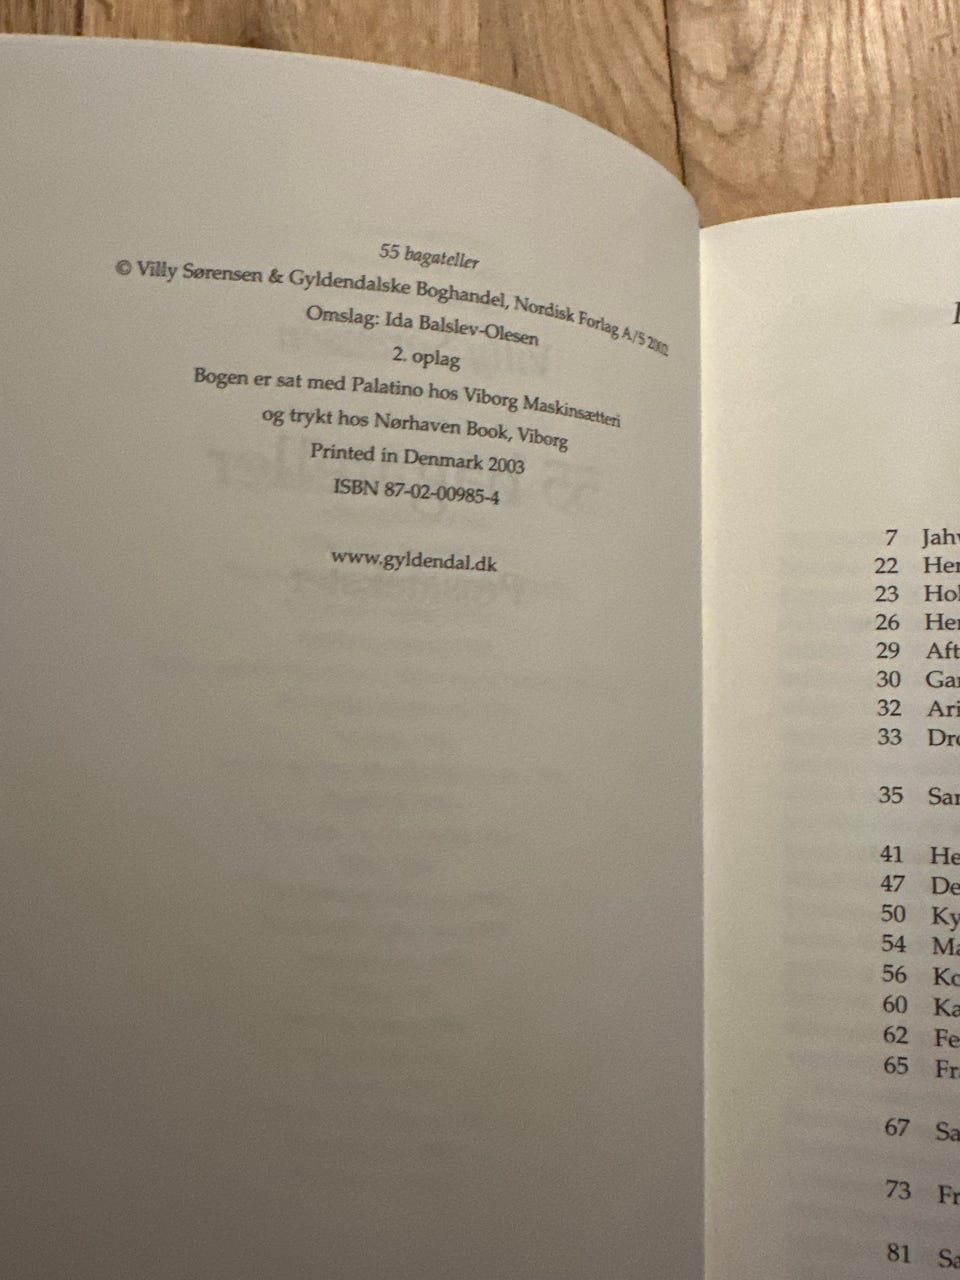 55 bagateller
© Villy Sørensen & Gyldendalske Boghandel, Nordisk Forlag A/S 2002
Omslag: Ida Balslev-Olesen
2. oplag
Bogen er sat med Palatino hos Viborg Maskinsætteri
og trykt hos Nørhaven Book, Viborg
Printed in Denmark 2003
ISBN 87-02-00985-4
www.gyldendal.dk
7
22
23
26
29
30
32
33
35
41
47
50
54
56
60
62
65
67
73
81